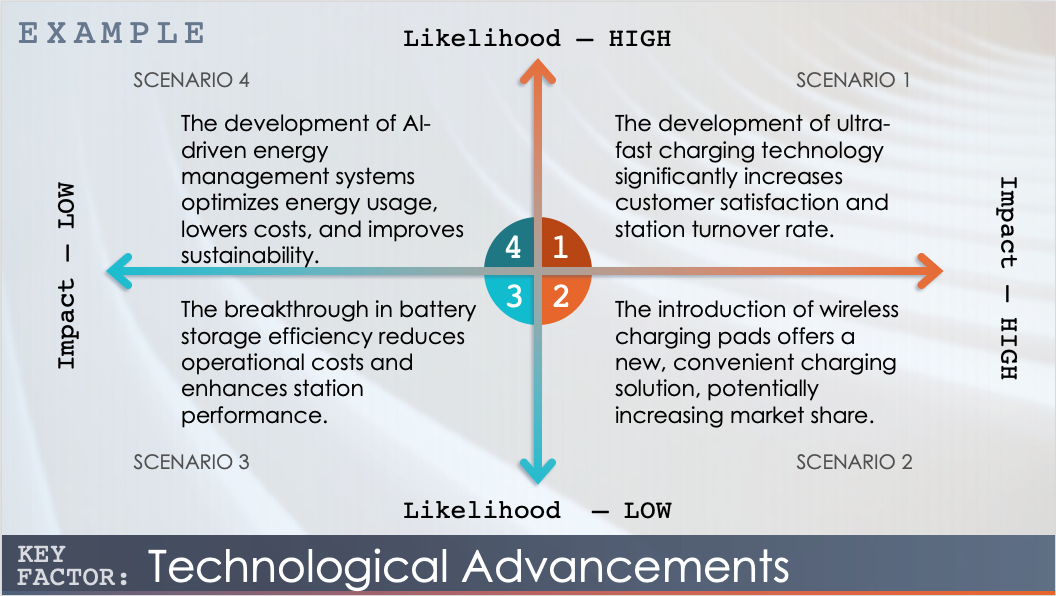 EXAMPLE
Likelihood — HIGH
SCENARIO 4
The development of AI-
driven energy
management systems
optimizes energy usage,
lowers costs, and improves
sustainability.
SCENARIO 1
The development of ultra-
fast charging technology
significantly increases
customer satisfaction and
station turnover rate.
Impact — LOW
4
1
3
2
Impact — HIGH
The breakthrough in battery
storage efficiency reduces
operational costs and
enhances station
performance.
SCENARIO 3
The introduction of wireless
charging pads offers a
new, convenient charging
solution, potentially
increasing market share.
SCENARIO 2
Likelihood — LOW
KEY
FACTOR:
Technological Advancements